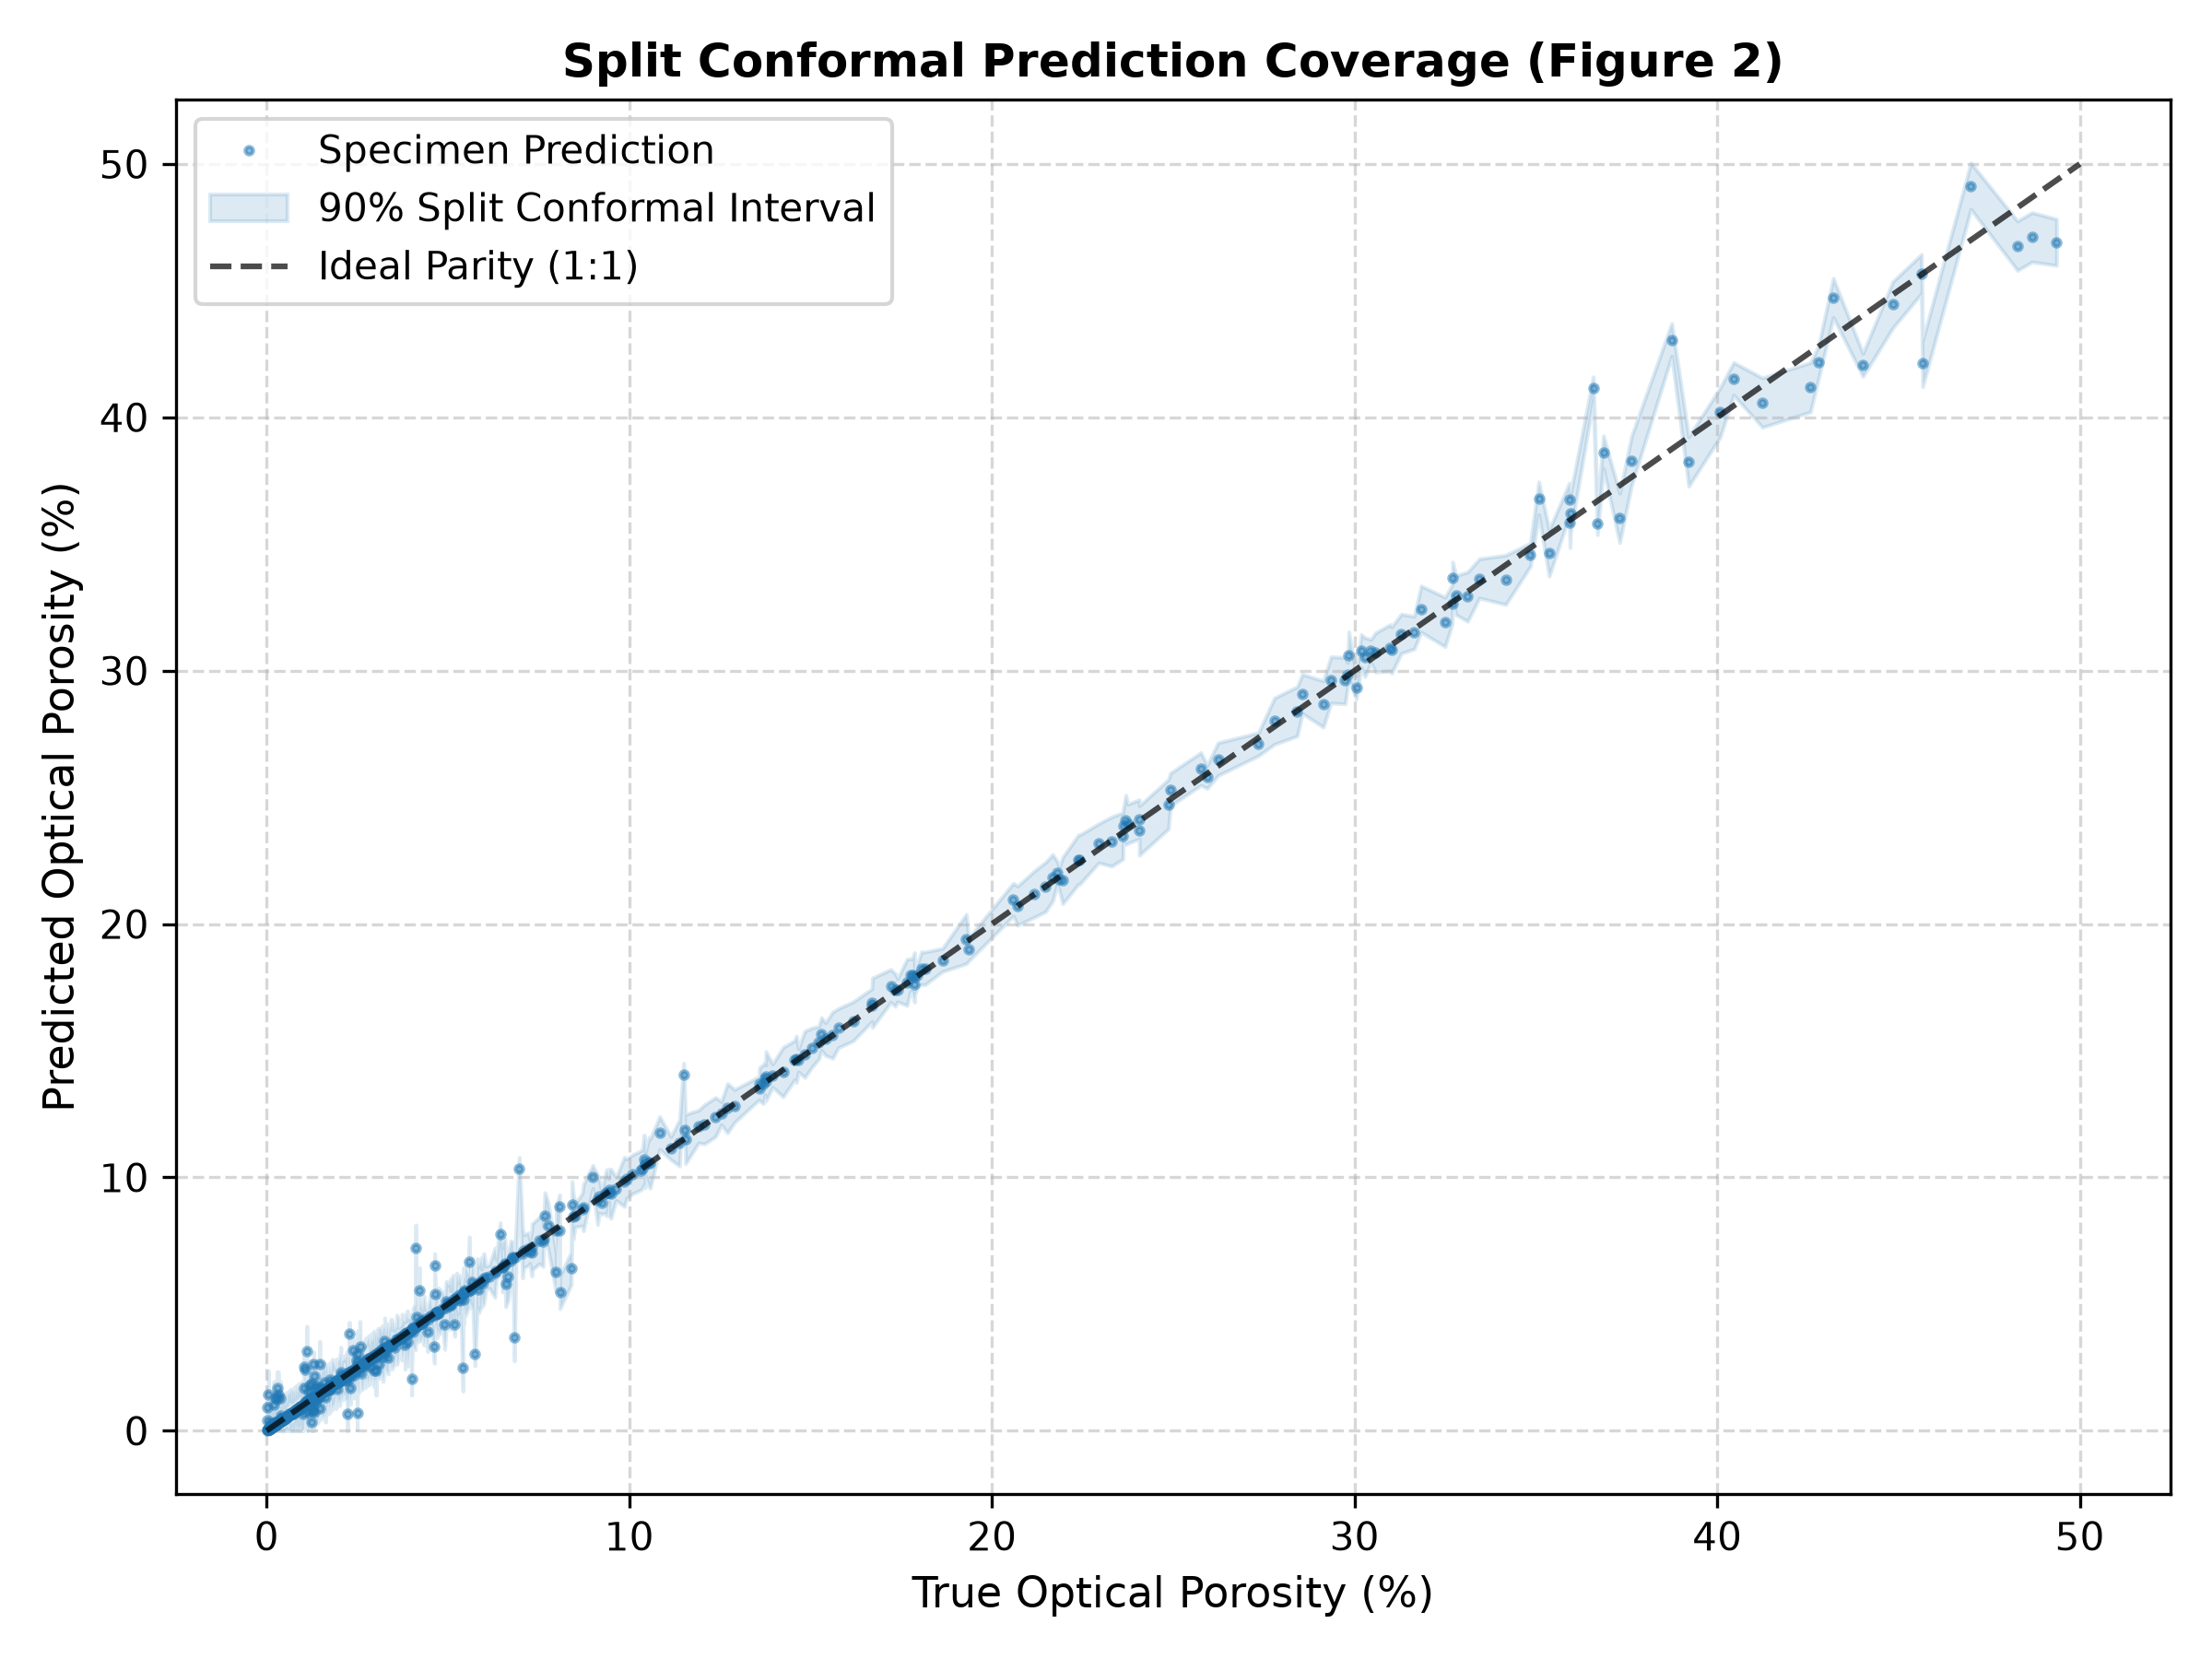 Split Conformal Prediction Coverage (Figure 2)
Specimen Prediction
90% Split Conformal Interval
Ideal Parity (1:1)
50
40
30
20
10
0
Predicted Optical Porosity (%)
0 10 20 30 40 50
True Optical Porosity (%)